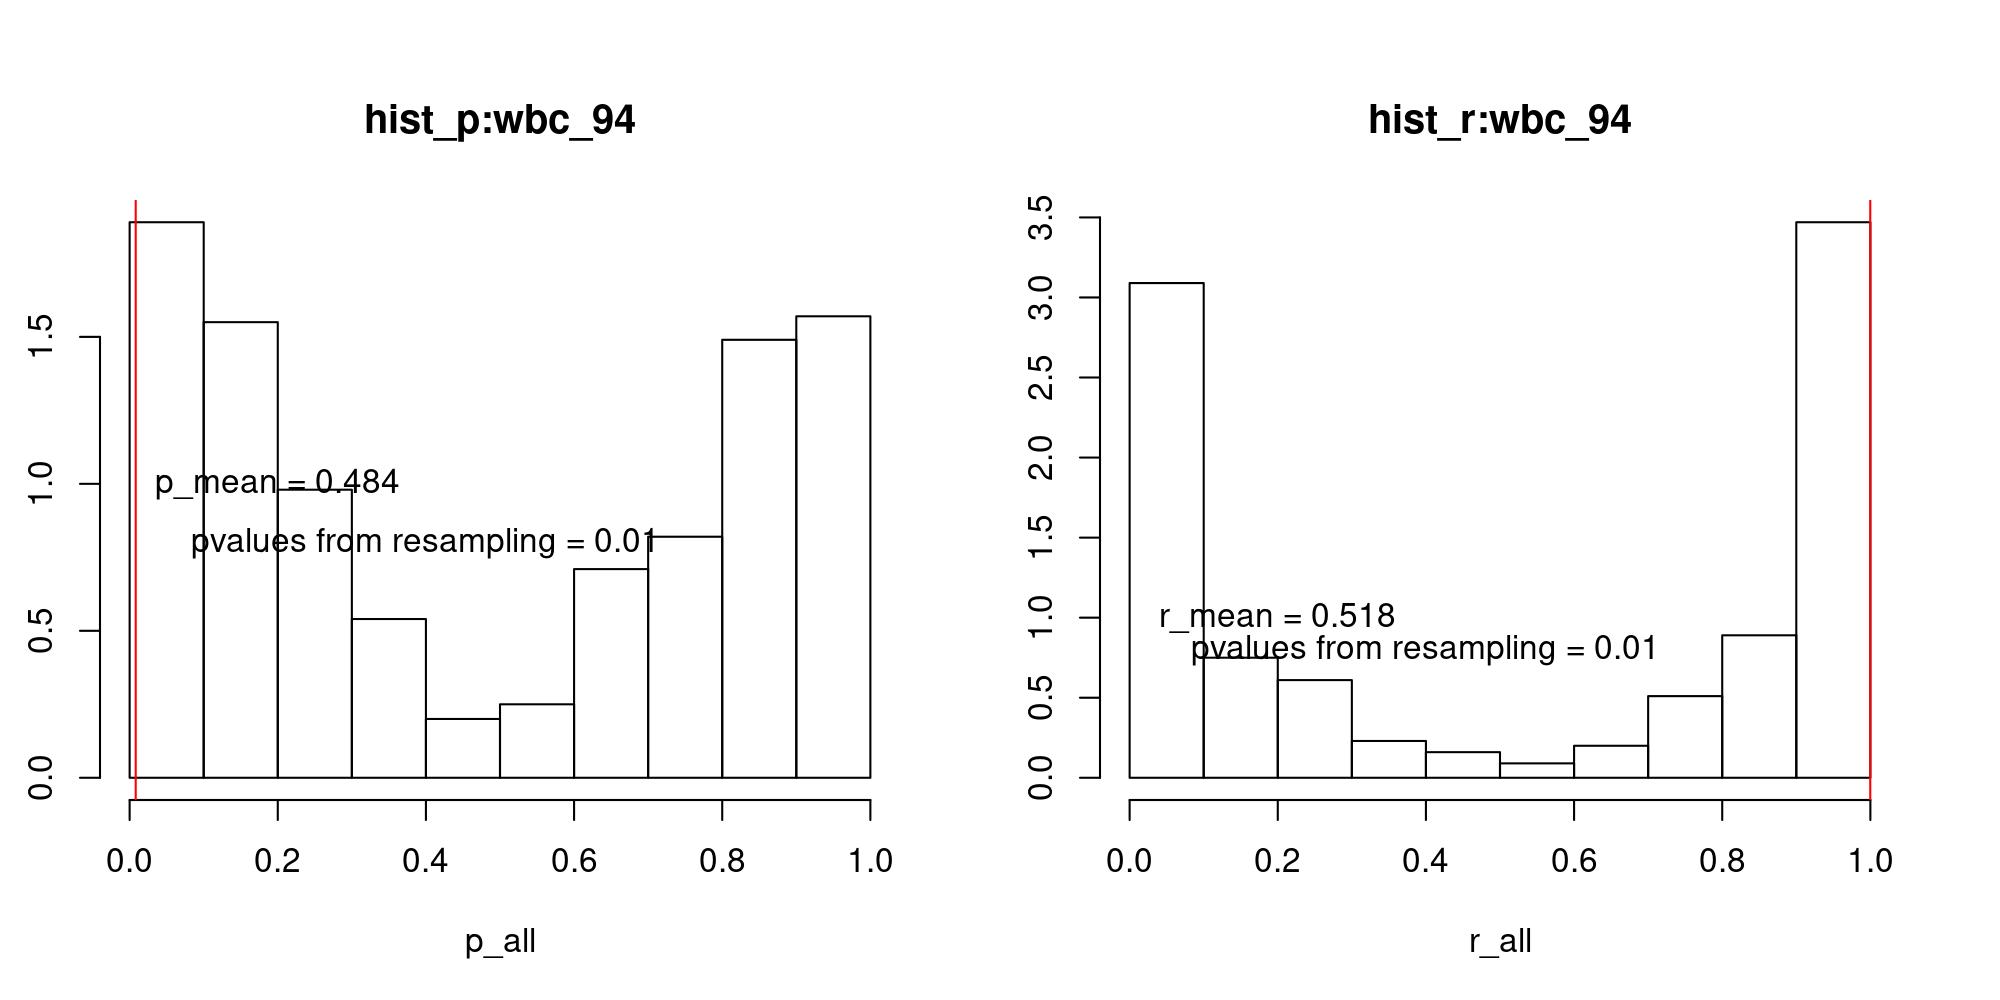 hist_p:wbc_94
1.5
1.0
0.5
0.0
p_mean = 0.484
pvalues from resampling = 0.01
0.0 0.2 0.4 0.6 0.8 1.0
p_all
hist_r:wbc_94
3.5
3.0
2.5
2.0
1.5
1.0
0.5
0.0
r_mean = 0.518
pvalues from resampling = 0.01
0.0 0.2 0.4 0.6 0.8 1.0
r_all